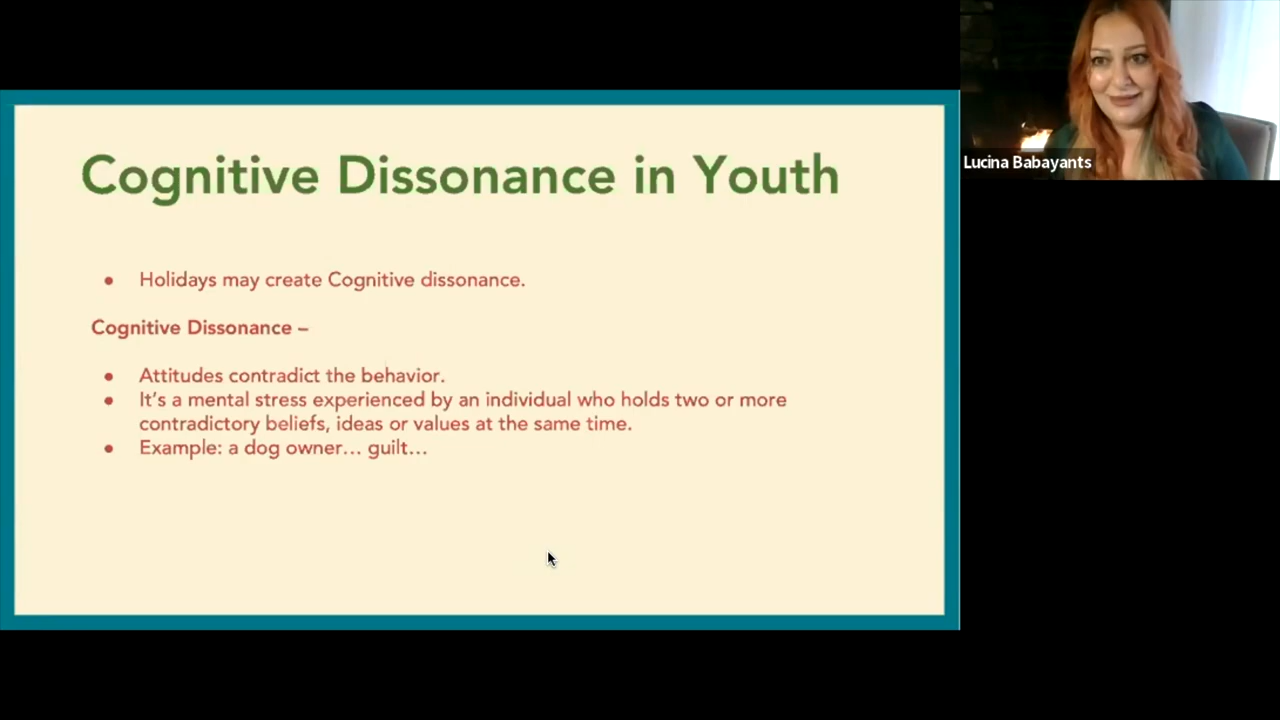 Cognitive Dissonance in Youth
● Holidays may create Cognitive dissonance.
Cognitive Dissonance –
● Attitudes contradict the behavior.
● It’s a mental stress experienced by an individual who holds two or more
contradictory beliefs, ideas or values at the same time.
● Example: a dog owner… guilt…
Lucina Babayants